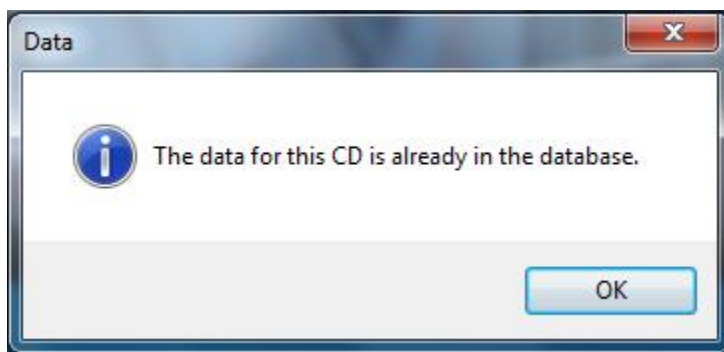 Data
The data for this CD is already in the database.
OK